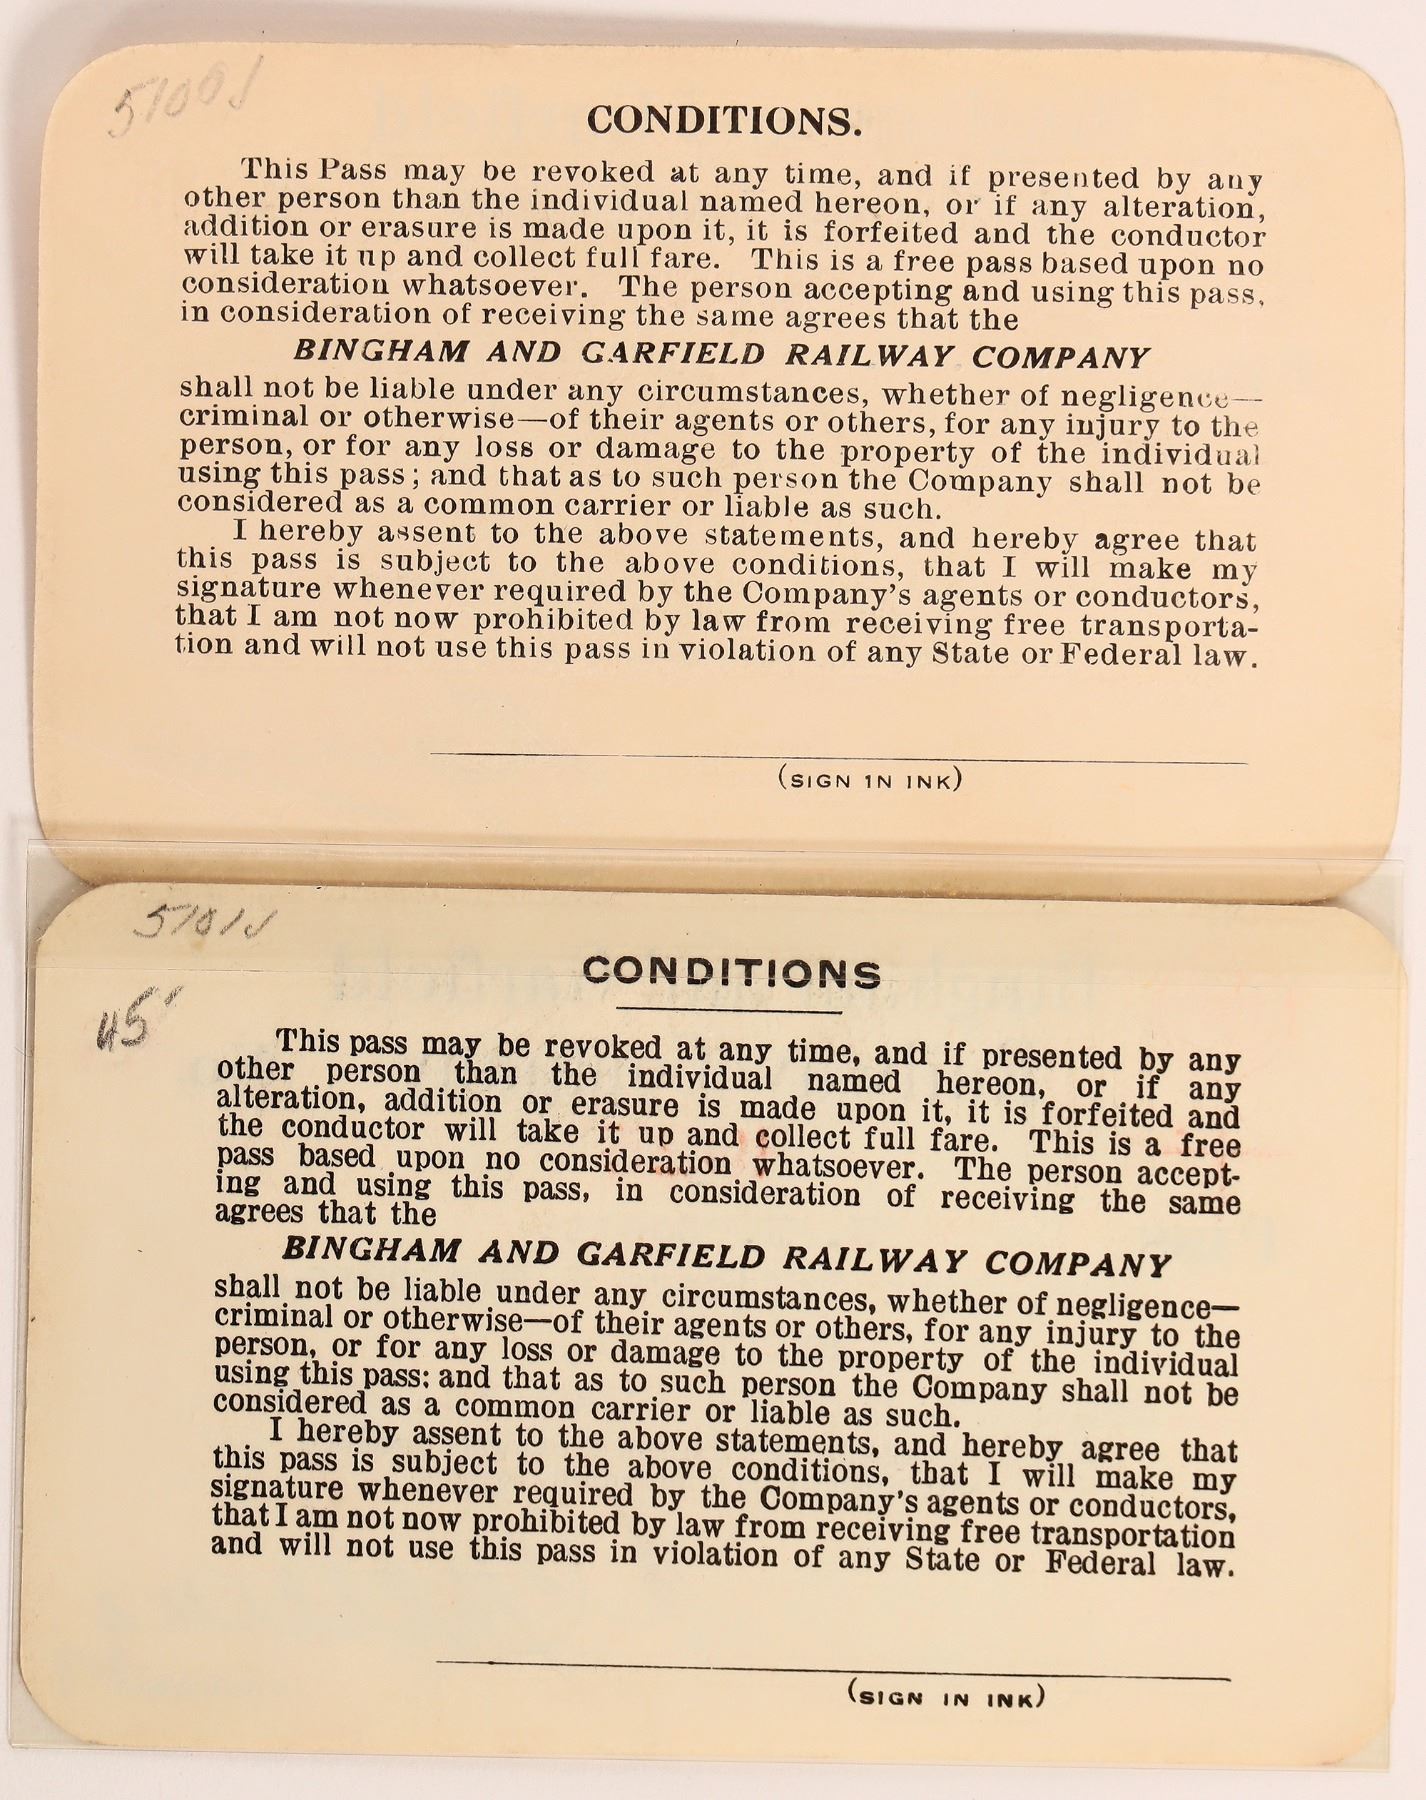 5100J
CONDITIONS.
This Pass may be revoked at any time, and if presented by any
other person than the individual named hereon, or if any alteration,
addition or erasure is made upon it, it is forfeited and the conductor
will take it up and collect full fare. This is a free pass based upon no
consideration whatsoever. The person accepting and using this pass,
in consideration of receiving the same agrees that the
BINGHAM AND GARFIELD RAILWAY COMPANY
shall not be liable under any circumstances, whether of negligence—
criminal or otherwise—of their agents or others, for any injury to the
person, or for any loss or damage to the property of the individual
using this pass; and that as to such person the Company shall not be
considered as a common carrier or liable as such.
I hereby assent to the above statements, and hereby agree that
this pass is subject to the above conditions, that I will make my
signature whenever required by the Company's agents or conductors,
that I am not now prohibited by law from receiving free transporta-
tion and will not use this pass in violation of any State or Federal law.
(SIGN IN INK)
5101J
45
CONDITIONS
This pass may be revoked at any time, and if presented by any
other person than the individual named hereon, or if any
alteration, addition or erasure is made upon it, it is forfeited and
the conductor will take it up and collect full fare. This is a free
pass based upon no consideration whatsoever. The person accept-
ing and using this pass, in consideration of receiving the same
agrees that the
BINGHAM AND GARFIELD RAILWAY COMPANY
shall not be liable under any circumstances, whether of negligence—
criminal or otherwise—of their agents or others, for any injury to the
person, or for any loss or damage to the property of the individual
using this pass: and that as to such person the Company shall not be
considered as a common carrier or liable as such.
I hereby assent to the above statements, and hereby agree that
this pass is subject to the above conditions, that I will make my
signature whenever required by the Company's agents or conductors,
that I am not now prohibited by law from receiving free transportation
and will not use this pass in violation of any State or Federal law.
(SIGN IN INK)